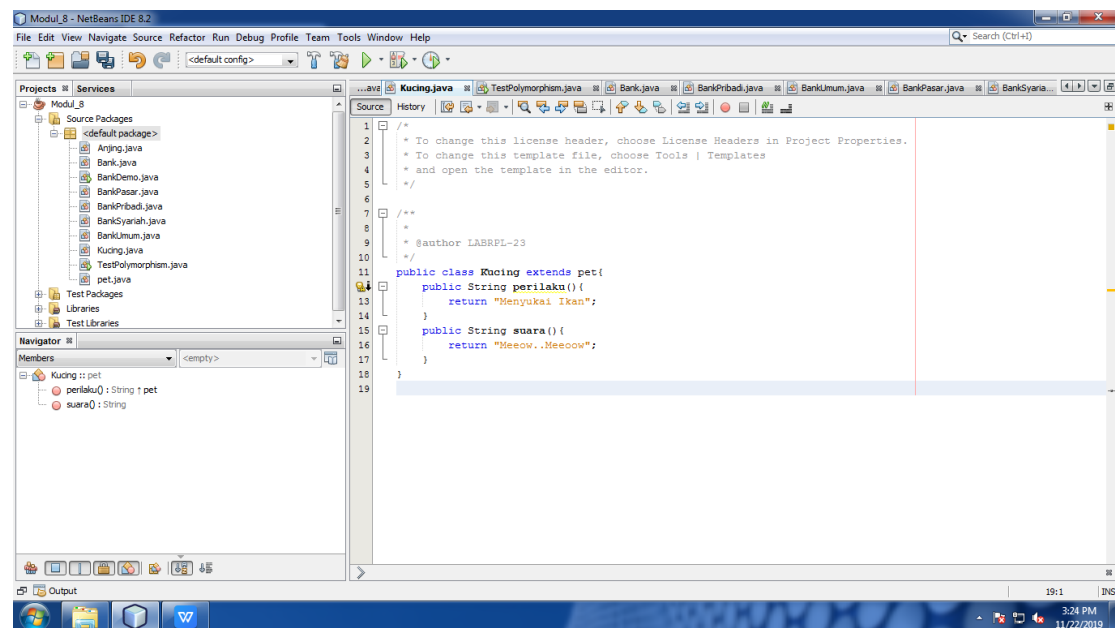 Modul_8 - NetBeans IDE 8.2
File Edit View Navigate Source Refactor Run Debug Profile Team Tools Window Help
Search (Ctrl+I)
<default config>
Projects Services
Modul_8
Source Packages
<default package>
Anjing.java
Bank.java
BankDemo.java
BankPasar.java
BankPribadi.java
BankSyariah.java
BankUmum.java
Kucing.java
TestPolymorphism.java
pet.java
Test Packages
Libraries
Test Libraries
Navigator
Members <empty>
Kucing :: pet
perilaku() : String ↑ pet
suara() : String
...ava Kucing.java TestPolymorphism.java Bank.java BankPribadi.java BankUmum.java BankPasar.java BankSyaria...
Source History
1 /*
2 * To change this license header, choose License Headers in Project Properties.
3 * To change this template file, choose Tools | Templates
4 * and open the template in the editor.
5 */
6
7 /**
8 *
9 * @author LABRPL-23
10 */
11 public class Kucing extends pet{
public String perilaku(){
13 return "Menyukai Ikan";
14 }
15 public String suara(){
16 return "Meeow..Meeoow";
17 }
18 }
19
Output
19:1 INS
3:24 PM
11/22/2019